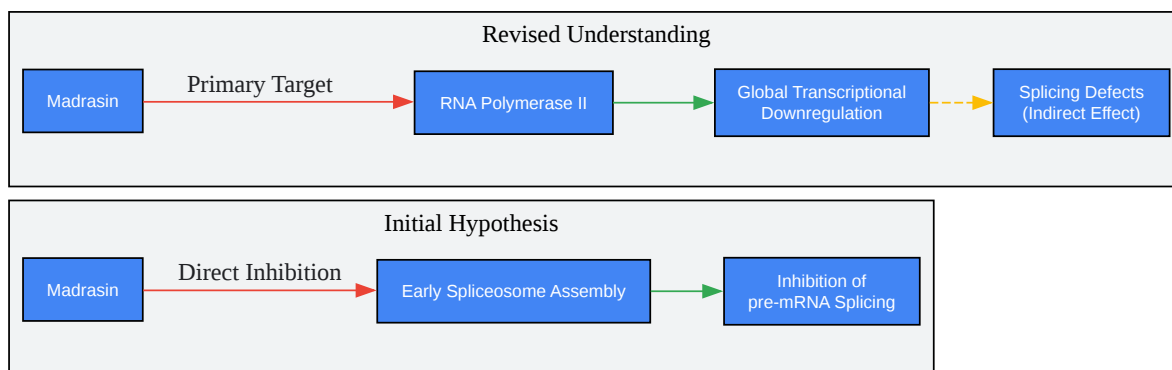 Revised Understanding
Primary Target
Madrasin
RNA Polymerase II
Global Transcriptional
Downregulation
Splicing Defects
(Indirect Effect)
Initial Hypothesis
Direct Inhibition
Madrasin
Early Spliceosome Assembly
Inhibition of
pre-mRNA Splicing